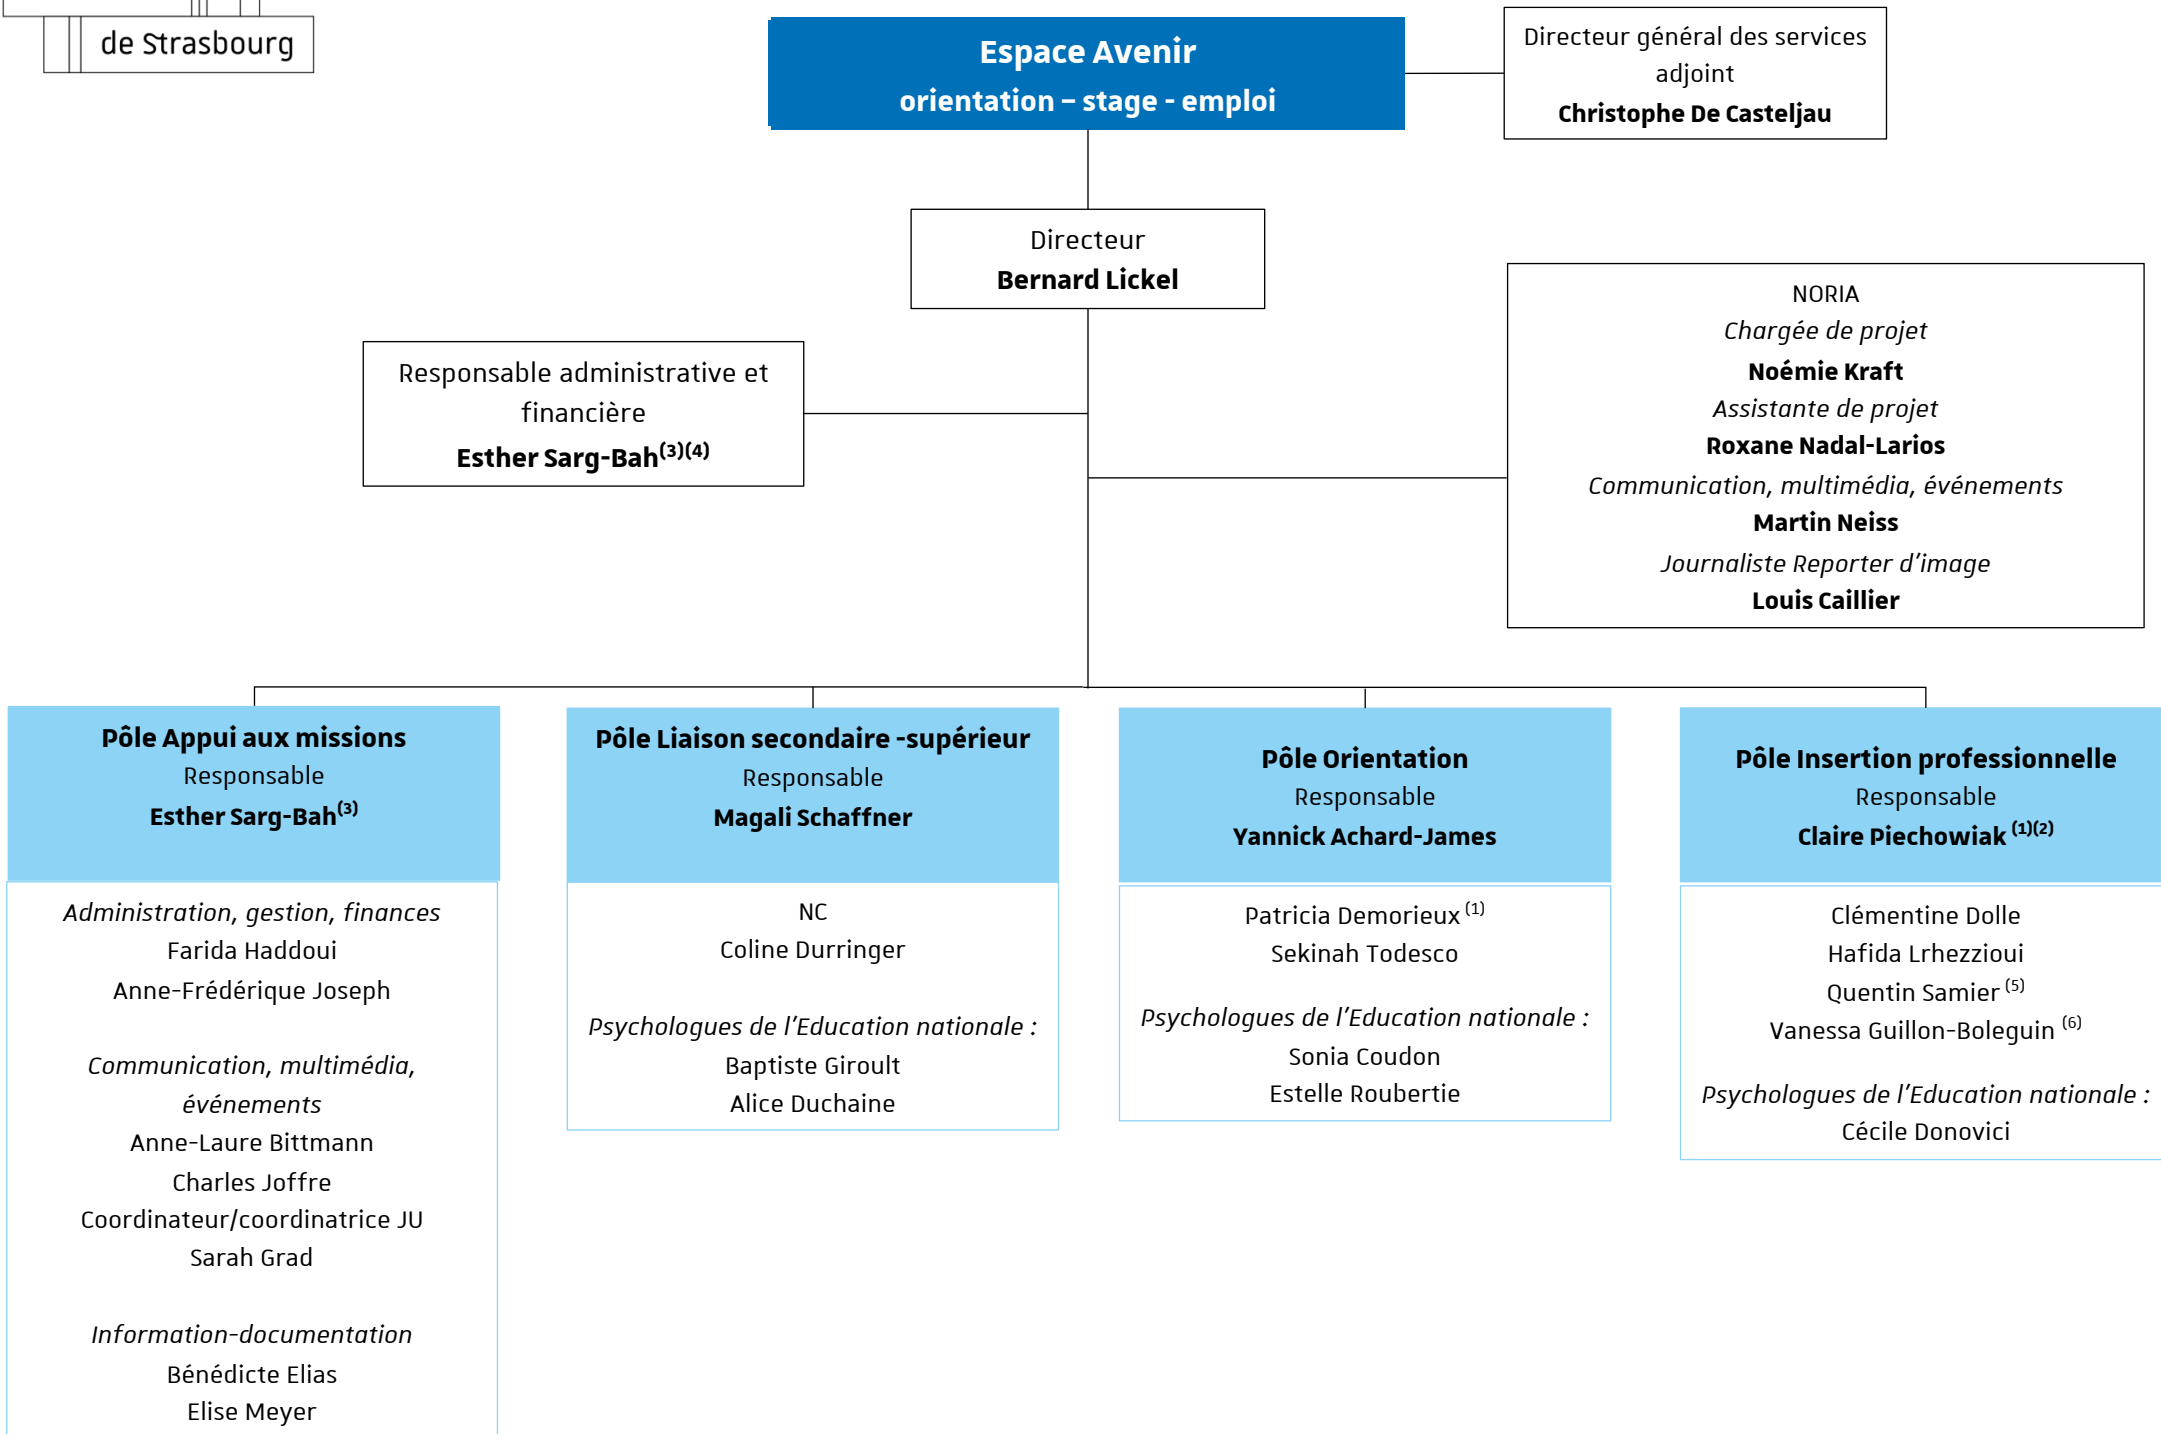 de Strasbourg
Espace Avenir
orientation – stage - emploi
Directeur général des services
adjoint
Christophe De Casteljau
Directeur
Bernard Lickel
Responsable administrative et
financière
Esther Sarg-Bah(3)(4)
NORIA
Chargée de projet
Noémie Kraft
Assistante de projet
Roxane Nadal-Larios
Communication, multimédia, événements
Martin Neiss
Journaliste Reporter d'image
Louis Caillier
Pôle Appui aux missions
Responsable
Esther Sarg-Bah(3)
Administration, gestion, finances
Farida Haddoui
Anne-Frédérique Joseph
Communication, multimédia,
événements
Anne-Laure Bittmann
Charles Joffre
Coordinateur/coordinatrice JU
Sarah Grad
Information-documentation
Bénédicte Elias
Elise Meyer
Pôle Liaison secondaire -supérieur
Responsable
Magali Schaffner
NC
Coline Durringer
Psychologues de l'Education nationale :
Baptiste Giroult
Alice Duchaine
Pôle Orientation
Responsable
Yannick Achard-James
Patricia Demorieux (1)
Sekinah Todesco
Psychologues de l'Education nationale :
Sonia Coudon
Estelle Roubertie
Pôle Insertion professionnelle
Responsable
Claire Piechowiak (1)(2)
Clémentine Dolle
Hafida Lrhezzioui
Quentin Samier (5)
Vanessa Guillon-Boleguin (6)
Psychologues de l'Education nationale :
Cécile Donovici